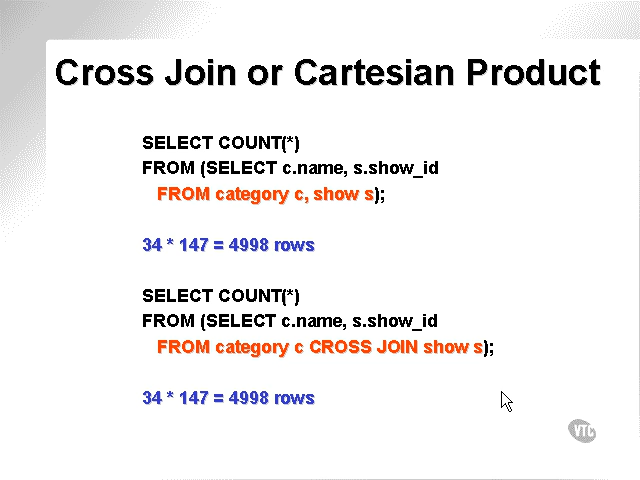 Cross Join or Cartesian Product
SELECT COUNT(*)
FROM (SELECT c.name, s.show_id
FROM category c, show s);
34 * 147 = 4998 rows
SELECT COUNT(*)
FROM (SELECT c.name, s.show_id
FROM category c CROSS JOIN show s);
34 * 147 = 4998 rows
VTC